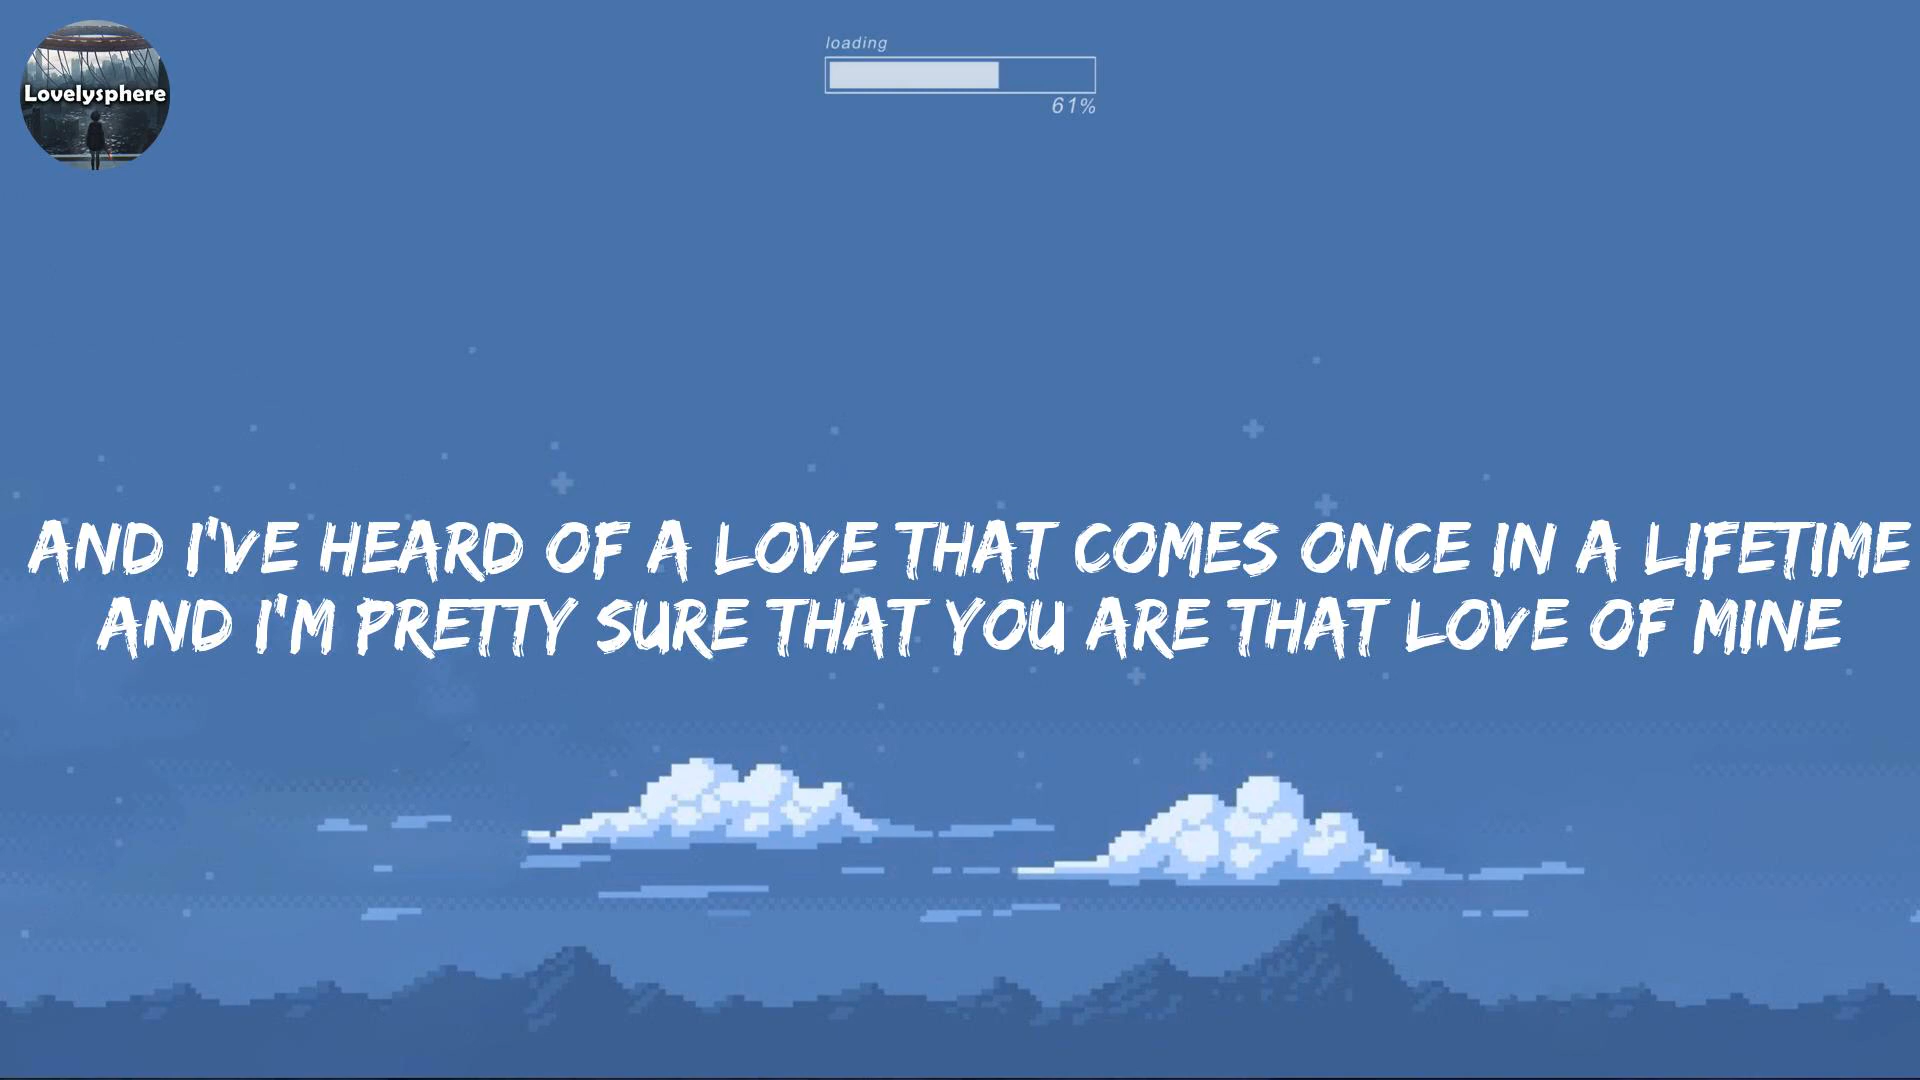 Lovelysphere
loading
61%
AND I'VE HEARD OF A LOVE THAT COMES ONCE IN A LIFETIME
AND I'M PRETTY SURE THAT YOU ARE THAT LOVE OF MINE